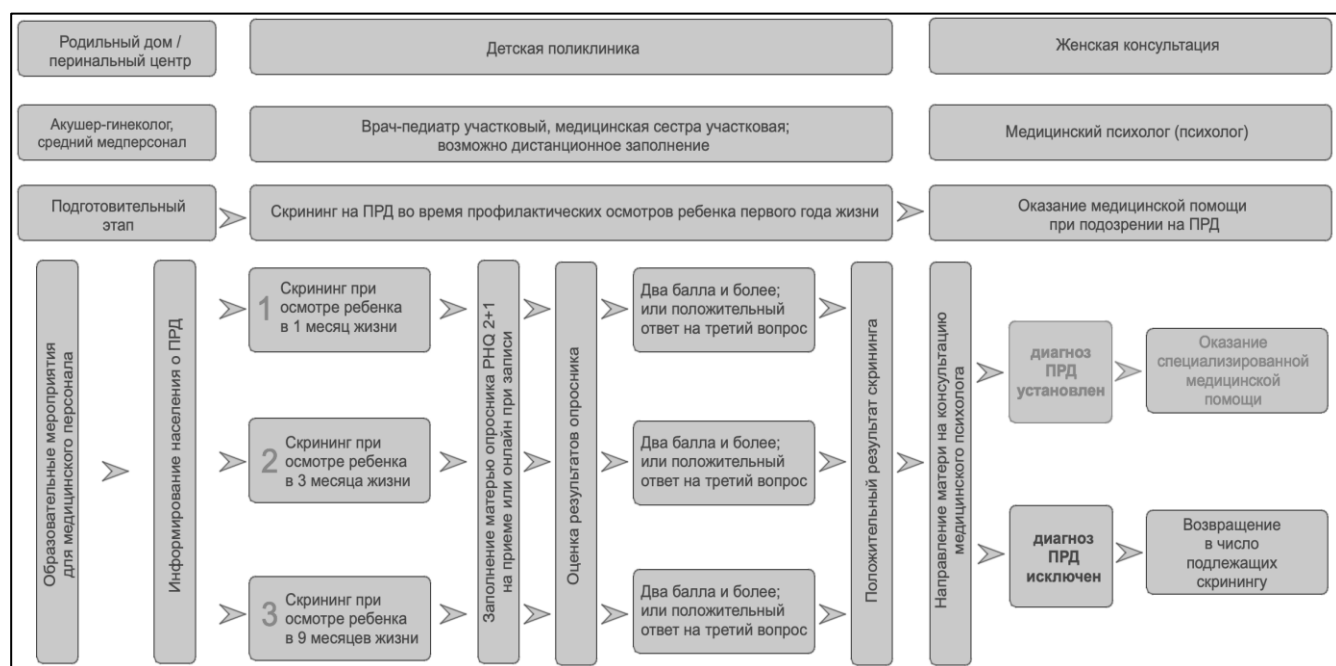 Родильный дом /
перинальный центр
Детская поликлиника
Женская консультация
Акушер-гинеколог,
средний медперсонал
Врач-педиатр участковый, медицинская сестра участковая;
возможно дистанционное заполнение
Медицинский психолог (психолог)
Подготовительный
этап
Скрининг на ПРД во время профилактических осмотров ребенка первого года жизни
Оказание медицинской помощи
при подозрении на ПРД
Образовательные мероприятия
для медицинского персонала
Информирование населения о ПРД
1
Скрининг при
осмотре ребенка
в 1 месяц жизни
2
Скрининг при
осмотре ребенка
в 3 месяца жизни
3
Скрининг при
осмотре ребенка
в 9 месяцев жизни
Заполнение матерью опросника PHQ 2+1
на приеме или онлайн при записи
Оценка результатов опросника
Два балла и более;
или положительный
ответ на третий вопрос
Два балла и более;
или положительный
ответ на третий вопрос
Два балла и более;
или положительный
ответ на третий вопрос
Положительный результат скрининга
Направление матери на консультацию
медицинского психолога
диагноз
ПРД
установлен
Оказание
специализированной
медицинской
помощи
диагноз
ПРД
исключен
Возвращение
в число
подлежащих
скринингу